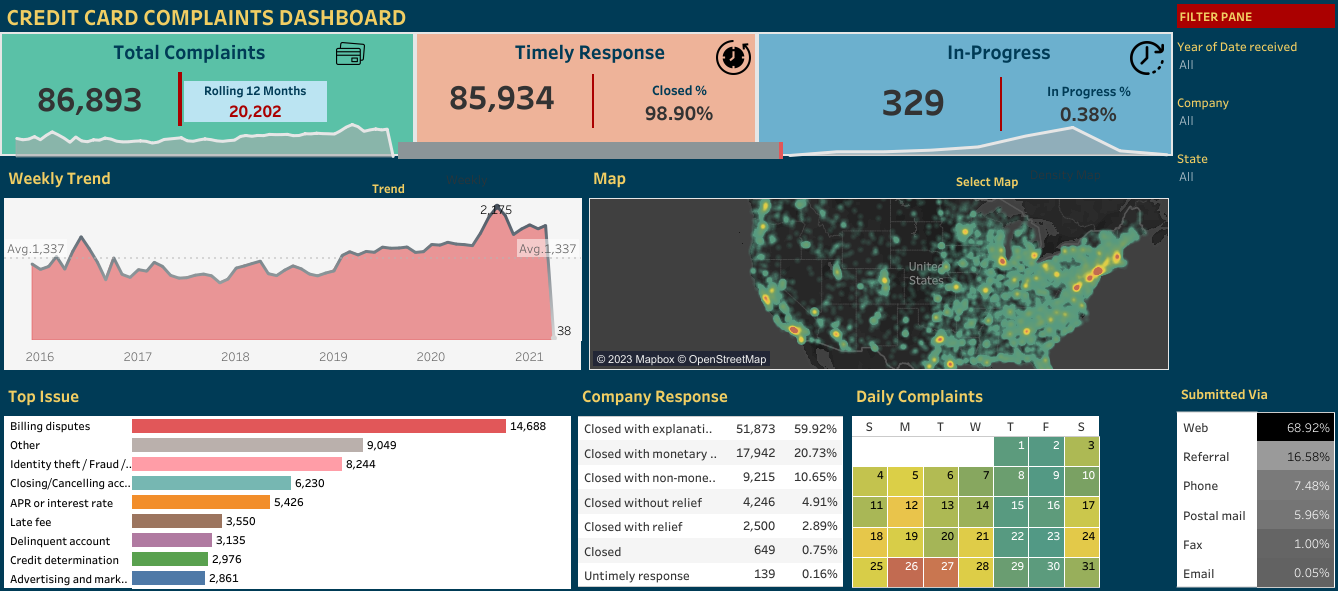 CREDIT CARD COMPLAINTS DASHBOARD
FILTER PANE
Total Complaints
86,893
Rolling 12 Months
20,202
Timely Response
85,934
Closed %
98.90%
In-Progress
329
In Progress %
0.38%
Year of Date received
All
Company
All
State
All
Weekly Trend
Trend
Weekly
2,175
Avg.1,337
Avg.1,337
38
2016 2017 2018 2019 2020 2021
Map
Select Map
Density Map
United
States
© 2023 Mapbox © OpenStreetMap
Top Issue
Billing disputes 14,688
Other 9,049
Identity theft / Fraud /.. 8,244
Closing/Cancelling acc.. 6,230
APR or interest rate 5,426
Late fee 3,550
Delinquent account 3,135
Credit determination 2,976
Advertising and mark.. 2,861
Company Response
Closed with explanati.. 51,873 59.92%
Closed with monetary .. 17,942 20.73%
Closed with non-mone.. 9,215 10.65%
Closed without relief 4,246 4.91%
Closed with relief 2,500 2.89%
Closed 649 0.75%
Untimely response 139 0.16%
Daily Complaints
S M T W T F S
1 2 3
4 5 6 7 8 9 10
11 12 13 14 15 16 17
18 19 20 21 22 23 24
25 26 27 28 29 30 31
Submitted Via
Web 68.92%
Referral 16.58%
Phone 7.48%
Postal mail 5.96%
Fax 1.00%
Email 0.05%